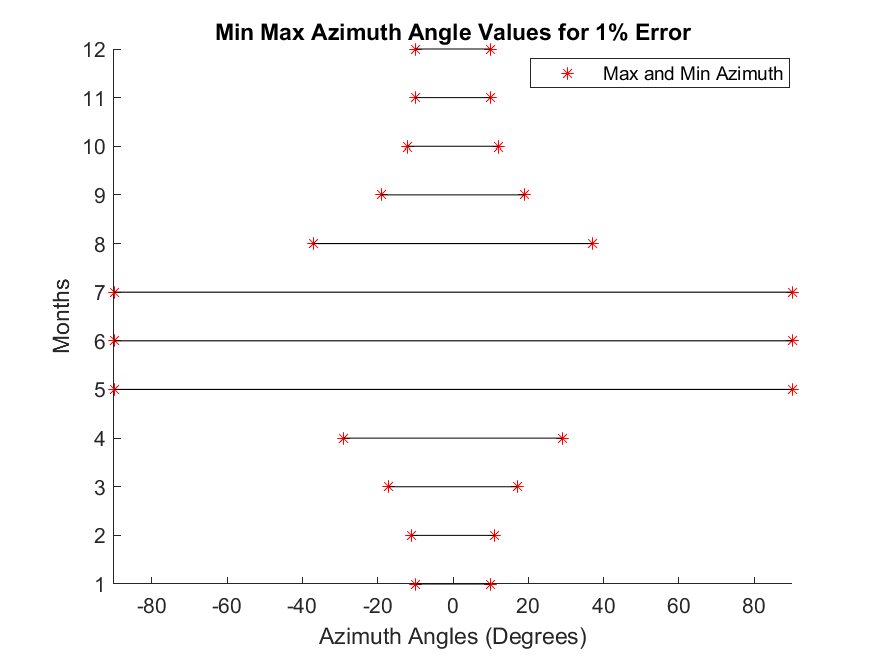 Min Max Azimuth Angle Values for 1% Error
Max and Min Azimuth
12
11
10
9
8
7
6
5
4
3
2
1
Months
-80 -60 -40 -20 0 20 40 60 80
Azimuth Angles (Degrees)